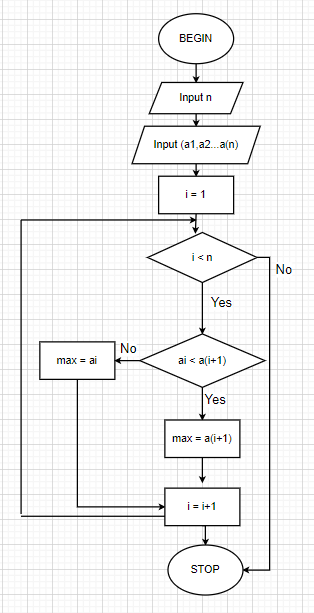 BEGIN
Input n
Input (a1,a2...a(n)
i = 1
i < n
No
Yes
ai < a(i+1)
No
max = ai
Yes
max = a(i+1)
i = i+1
STOP